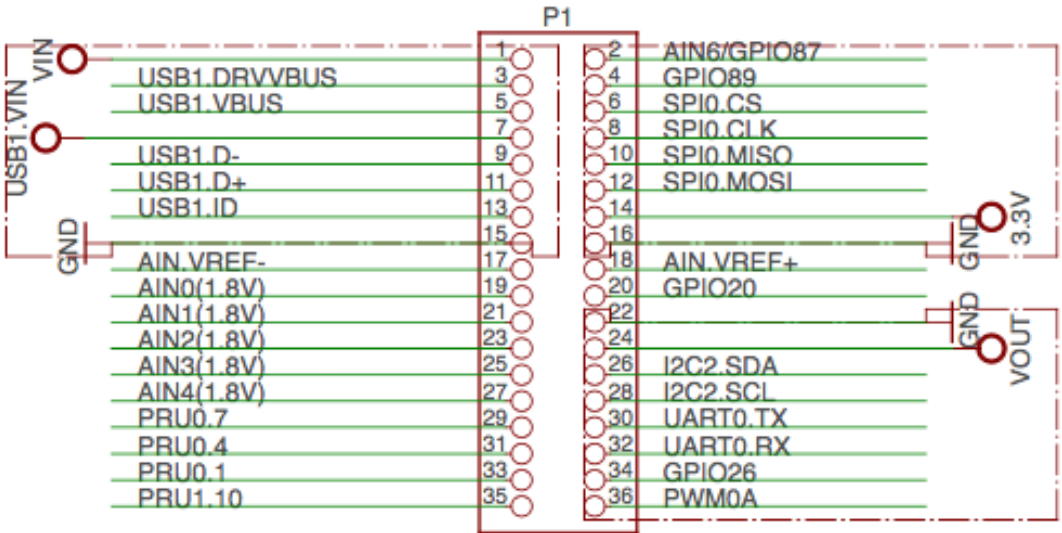 P1
VIN 1 2 AIN6/GPIO87
USB1.DRVVBUS 3 4 GPIO89
USB1.VBUS 5 6 SPI0.CS
USB1.VIN 7 8 SPI0.CLK
USB1.D- 9 10 SPI0.MISO
USB1.D+ 11 12 SPI0.MOSI
USB1.ID 13 14 3.3V
GND 15 16 GND
AIN.VREF- 17 18 AIN.VREF+
AIN0(1.8V) 19 20 GPIO20
AIN1(1.8V) 21 22 GND
AIN2(1.8V) 23 24 VOUT
AIN3(1.8V) 25 26 I2C2.SDA
AIN4(1.8V) 27 28 I2C2.SCL
PRU0.7 29 30 UART0.TX
PRU0.4 31 32 UART0.RX
PRU0.1 33 34 GPIO26
PRU1.10 35 36 PWM0A